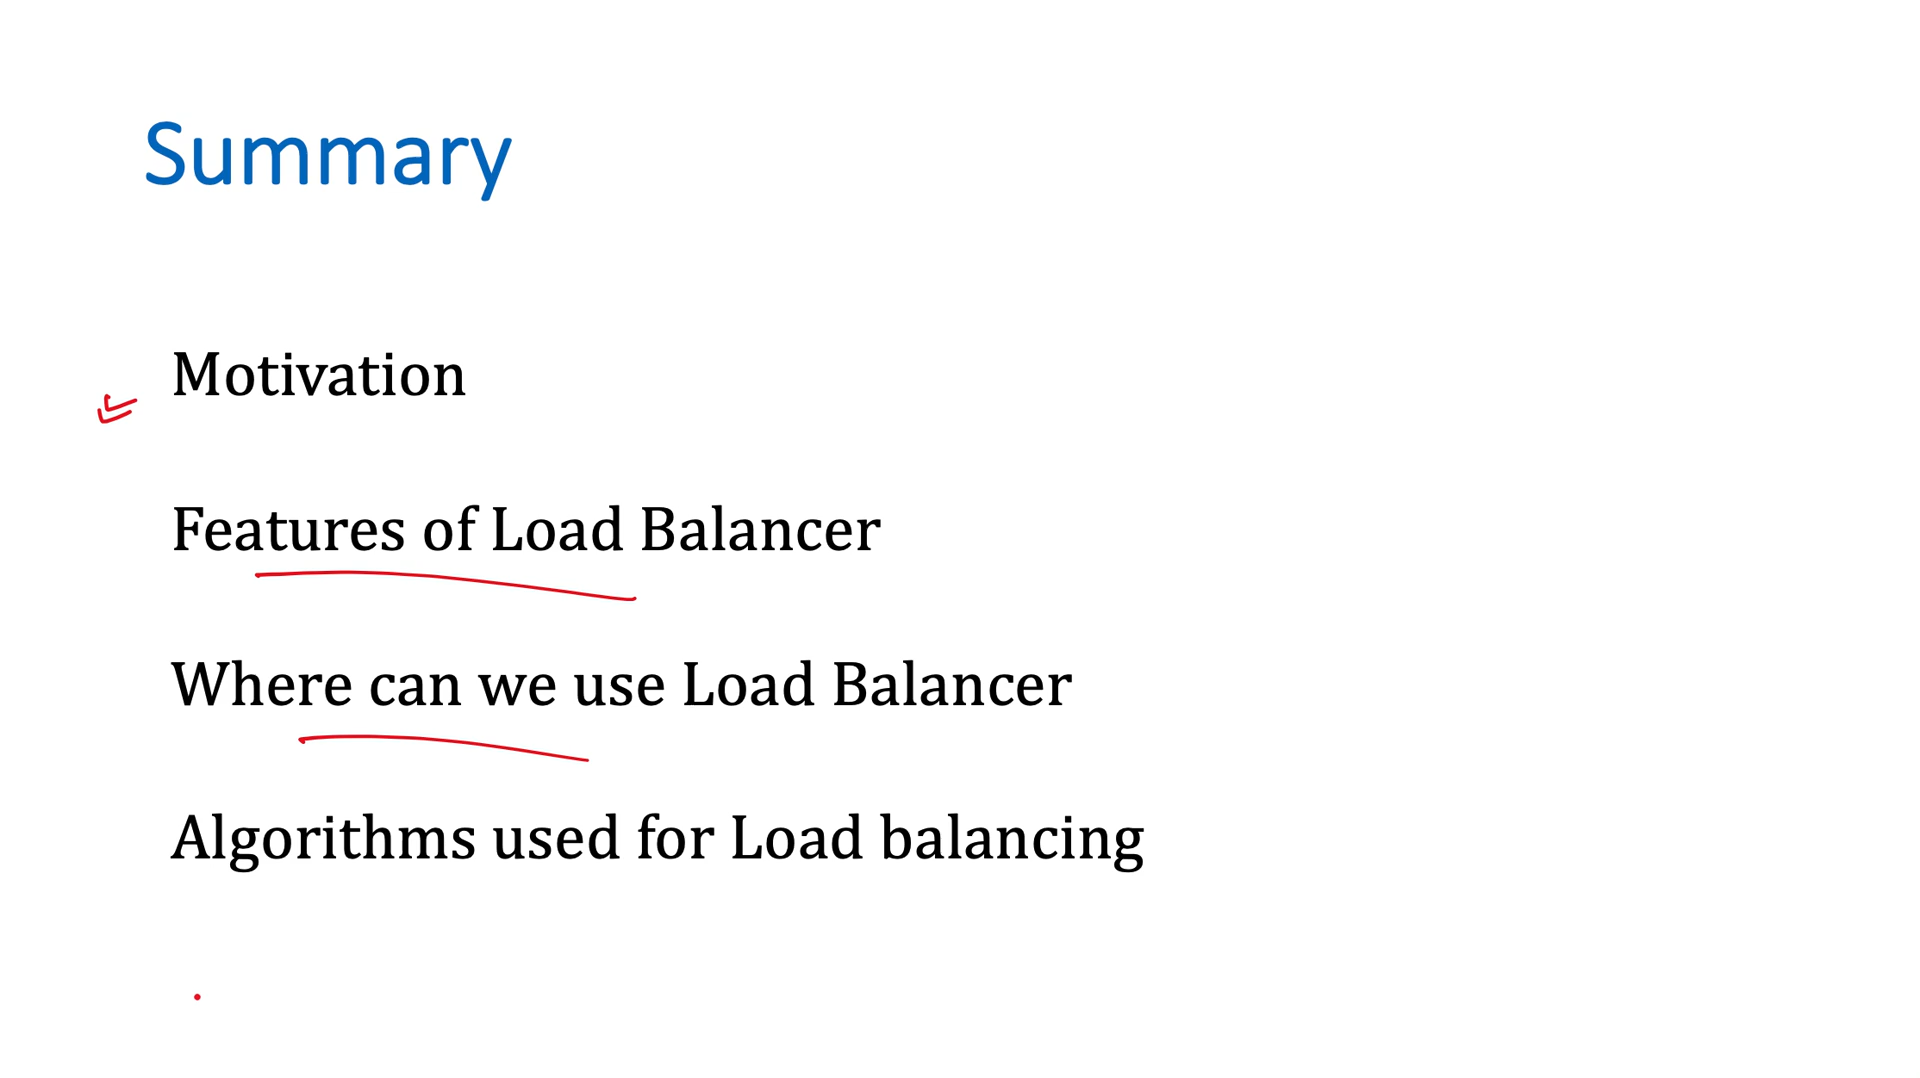 Summary
Motivation
Features of Load Balancer
Where can we use Load Balancer
Algorithms used for Load balancing